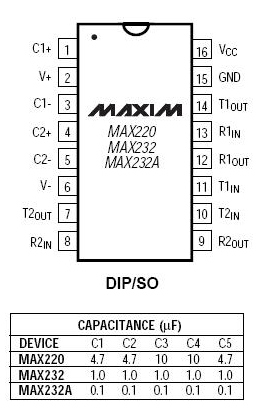 C1+ 1 16 VCC
V+ 2 15 GND
C1- 3 MAXIM 14 T1OUT
C2+ 4 MAX220 13 R1IN
MAX232
C2- 5 MAX232A 12 R1OUT
V- 6 11 T1IN
T2OUT 7 10 T2IN
R2IN 8 9 R2OUT
DIP/SO
CAPACITANCE (µF)
DEVICE C1 C2 C3 C4 C5
MAX220 4.7 4.7 10 10 4.7
MAX232 1.0 1.0 1.0 1.0 1.0
MAX232A 0.1 0.1 0.1 0.1 0.1